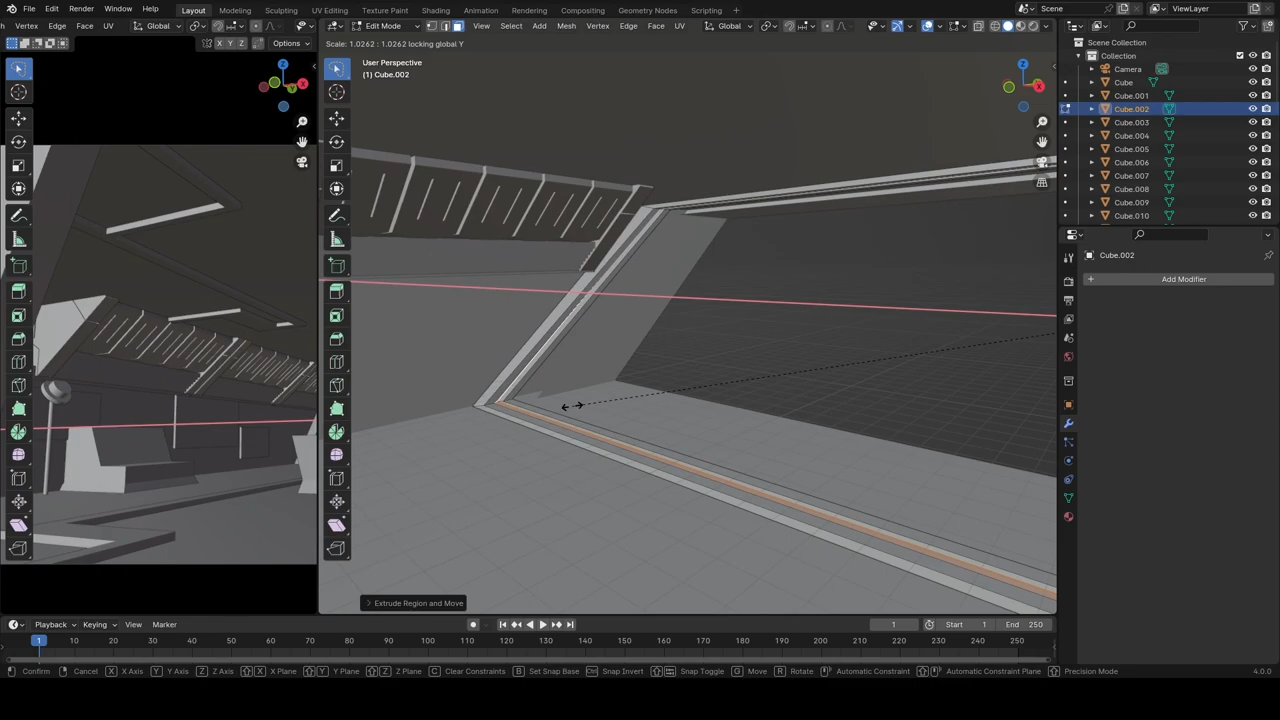 File Edit Render Window Help Layout Modeling Sculpting UV Editing Texture Paint Shading Animation Rendering Compositing Geometry Nodes Scripting + Scene ViewLayer
Edge Face UV Global Edit Mode View Select Add Mesh Vertex Edge Face UV Global
X Y Z Options Scale: 1.0262 : 1.0262 locking global Y Scene Collection
Collection
User Perspective
(1) Cube.002
Camera
Cube
Cube.001
Cube.002
Cube.003
Cube.004
Cube.005
Cube.006
Cube.007
Cube.008
Cube.009
Cube.010
Cube.002
+ Add Modifier
Extrude Region and Move
Playback Keying View Marker 1 Start 1 End 250
1 10 20 30 40 50 60 70 80 90 100 110 120 130 140 150 160 170 180 190 200 210 220 230 240 250
Confirm Cancel X X Axis Y Y Axis Z Z Axis X X Plane Y Y Plane Z Z Plane C Clear Constraints B Set Snap Base Snap Invert Snap Toggle G Move R Rotate Automatic Constraint Automatic Constraint Plane Precision Mode 4.0.0